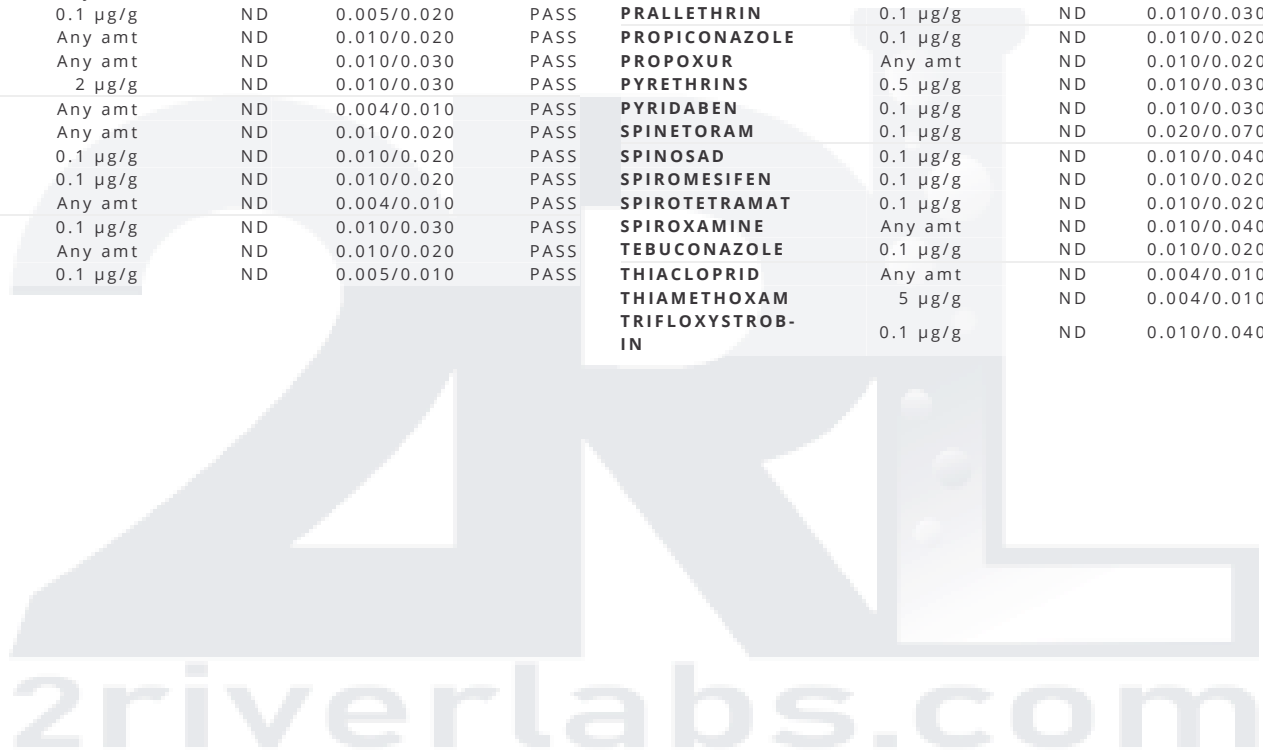 0.1 µg/g ND 0.005/0.020 PASS PRALLETHRIN 0.1 µg/g ND 0.010/0.030
Any amt ND 0.010/0.020 PASS PROPICONAZOLE 0.1 µg/g ND 0.010/0.020
Any amt ND 0.010/0.030 PASS PROPOXUR Any amt ND 0.010/0.020
2 µg/g ND 0.010/0.030 PASS PYRETHRINS 0.5 µg/g ND 0.010/0.030
Any amt ND 0.004/0.010 PASS PYRIDABEN 0.1 µg/g ND 0.010/0.030
Any amt ND 0.010/0.020 PASS SPINETORAM 0.1 µg/g ND 0.020/0.070
0.1 µg/g ND 0.010/0.020 PASS SPINOSAD 0.1 µg/g ND 0.010/0.040
0.1 µg/g ND 0.010/0.020 PASS SPIROMESIFEN 0.1 µg/g ND 0.010/0.020
Any amt ND 0.004/0.010 PASS SPIROTETRAMAT 0.1 µg/g ND 0.010/0.020
0.1 µg/g ND 0.010/0.030 PASS SPIROXAMINE Any amt ND 0.010/0.040
Any amt ND 0.010/0.020 PASS TEBUCONAZOLE 0.1 µg/g ND 0.010/0.020
0.1 µg/g ND 0.005/0.010 PASS THIACLOPRID Any amt ND 0.004/0.010
THIAMETHOXAM 5 µg/g ND 0.004/0.010
TRIFLOXYSTROB-
IN 0.1 µg/g ND 0.010/0.040
2RL
2riverlabs.com